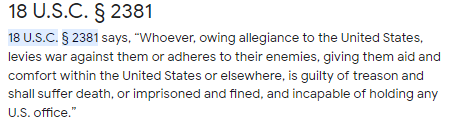 18 U.S.C. § 2381
18 U.S.C. § 2381 says, “Whoever, owing allegiance to the United States,
levies war against them or adheres to their enemies, giving them aid and
comfort within the United States or elsewhere, is guilty of treason and
shall suffer death, or imprisoned and fined, and incapable of holding any
U.S. office.”